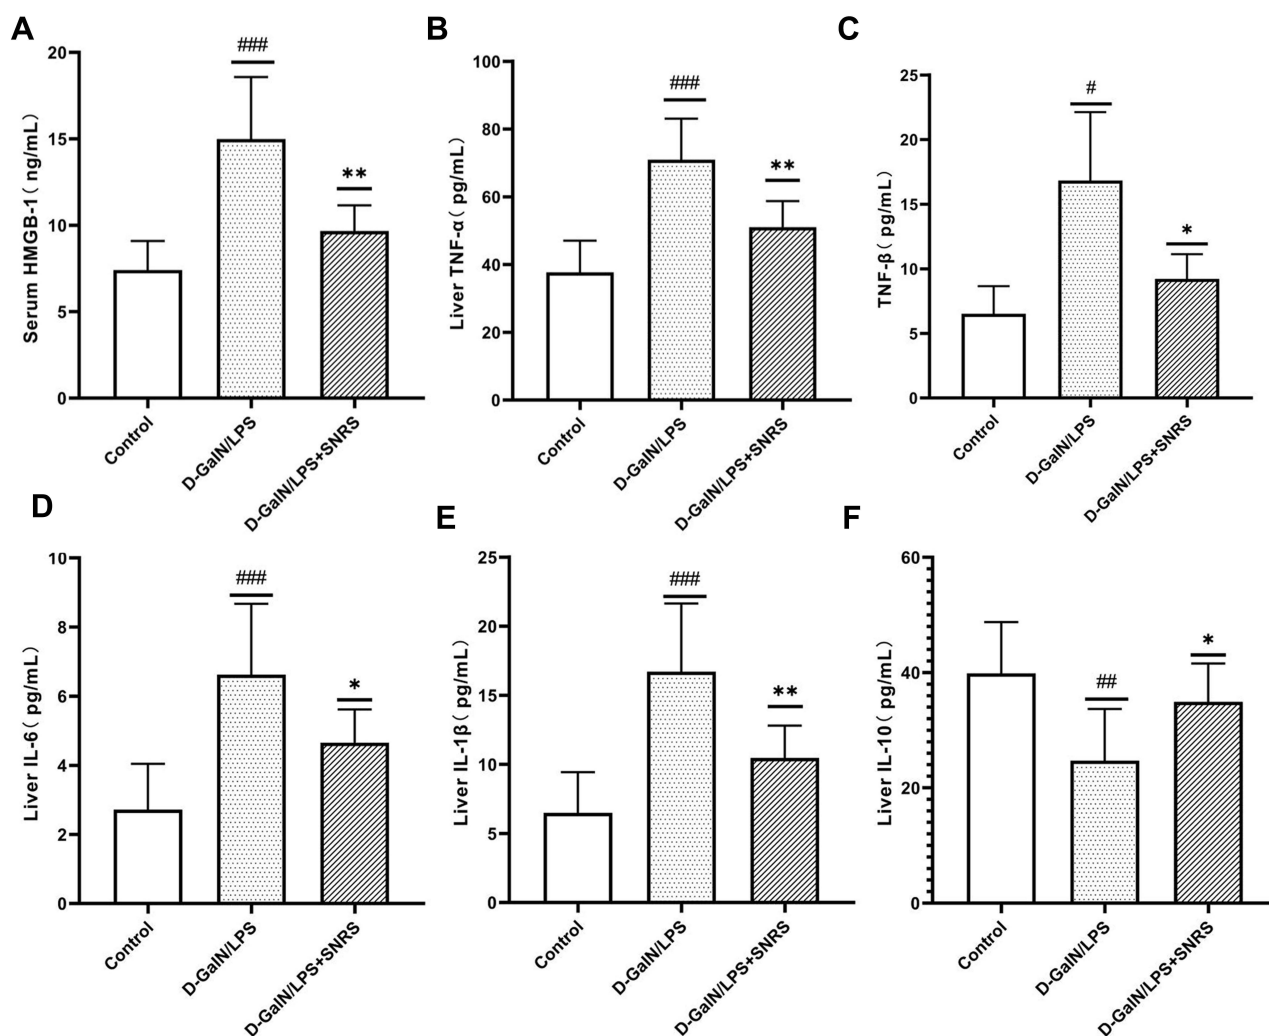 A
Serum HMGB-1( ng/mL)
20
15
10
5
0
###
**
Control
D-GalN/LPS
D-GalN/LPS+SNRS
B
Liver TNF-α( pg/mL)
100
80
60
40
20
0
###
**
Control
D-GalN/LPS
D-GalN/LPS+SNRS
C
TNF-β( pg/mL)
25
20
15
10
5
0
#
*
Control
D-GalN/LPS
D-GalN/LPS+SNRS
D
Liver IL-6( pg/mL)
10
8
6
4
2
0
###
*
Control
D-GalN/LPS
D-GalN/LPS+SNRS
E
Liver IL-1β( pg/mL)
25
20
15
10
5
0
###
**
Control
D-GalN/LPS
D-GalN/LPS+SNRS
F
Liver IL-10( pg/mL)
60
40
20
0
##
*
Control
D-GalN/LPS
D-GalN/LPS+SNRS